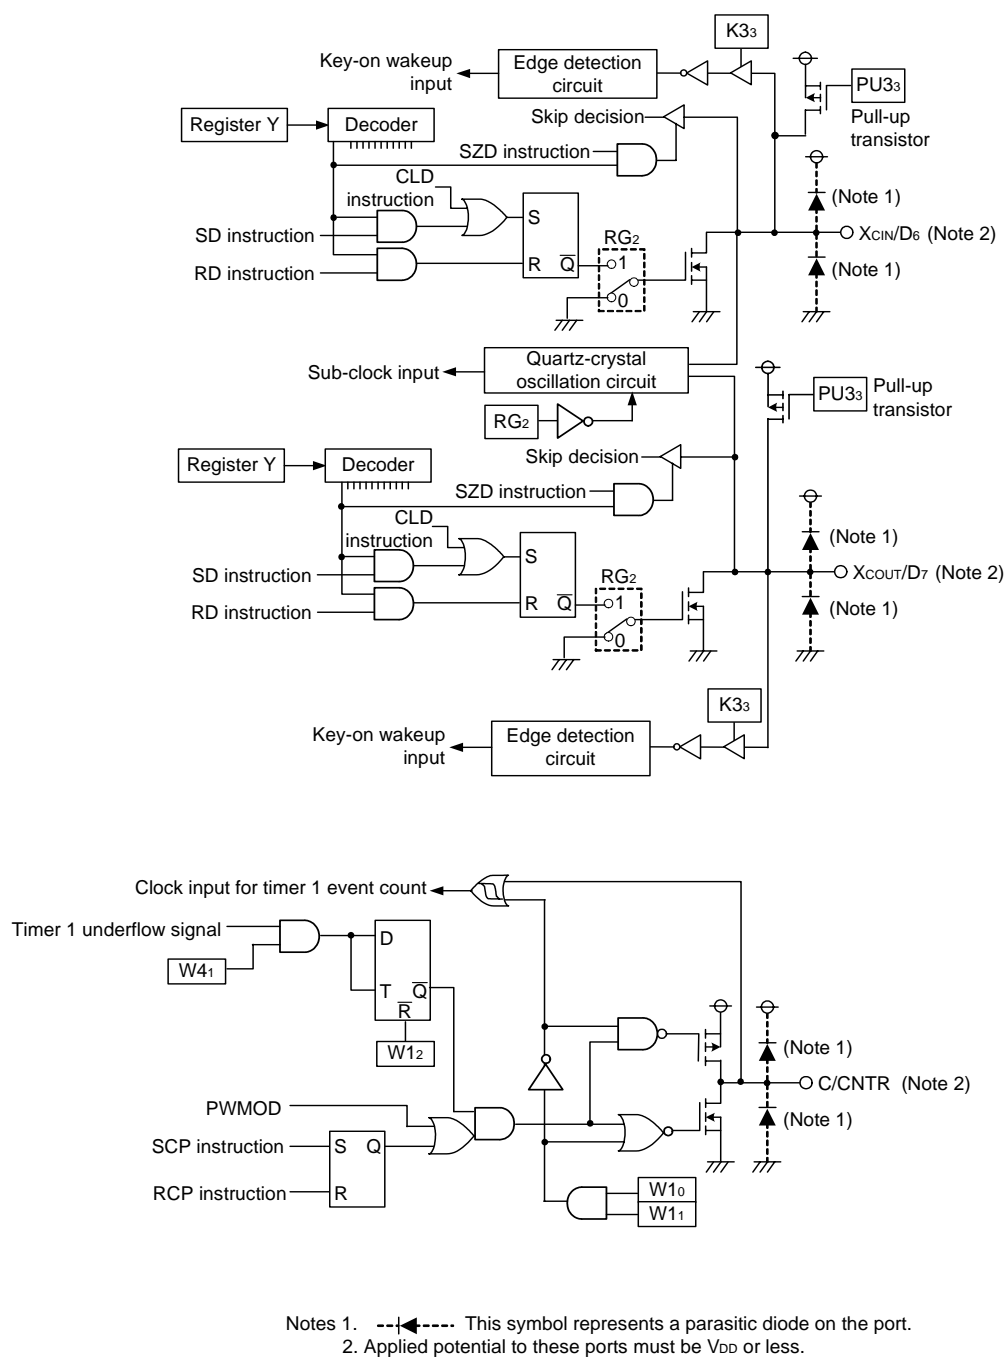 K33
Key-on wakeup
input
Edge detection
circuit
PU33
Pull-up
transistor
Register Y
Decoder
Skip decision
SZD instruction
CLD
instruction
(Note 1)
SD instruction
S
RG2
XCIN/D6 (Note 2)
RD instruction
R
Q
1
(Note 1)
0
Quartz-crystal
oscillation circuit
Sub-clock input
PU33
Pull-up
transistor
RG2
Register Y
Decoder
Skip decision
SZD instruction
CLD
instruction
(Note 1)
S
SD instruction
RG2
XCOUT/D7 (Note 2)
RD instruction
R
Q
1
(Note 1)
0
K33
Key-on wakeup
input
Edge detection
circuit
Clock input for timer 1 event count
Timer 1 underflow signal
D
W41
T
Q
R
W12
(Note 1)
C/CNTR (Note 2)
PWMOD
(Note 1)
SCP instruction
S
Q
RCP instruction
R
W10
W11
Notes 1. This symbol represents a parasitic diode on the port.
2. Applied potential to these ports must be VDD or less.